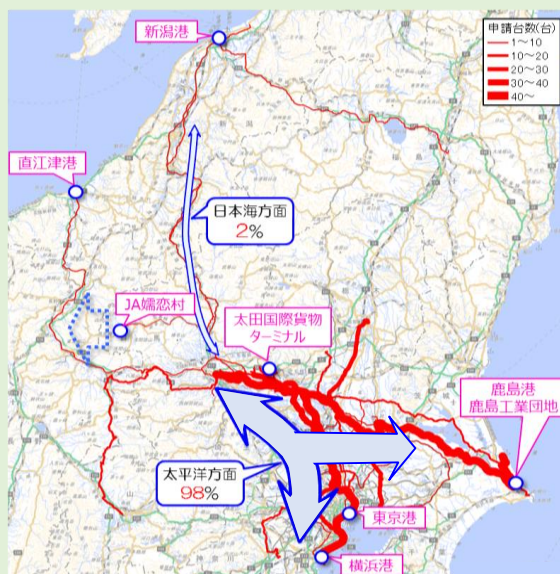 新潟港
申請台数(台)
1～10
10～20
20～30
30～40
40～
直江津港
日本海方面
2%
JA嬬恋村
太田国際貨物
ターミナル
鹿島港
鹿島工業団地
太平洋方面
98%
東京港
横浜港